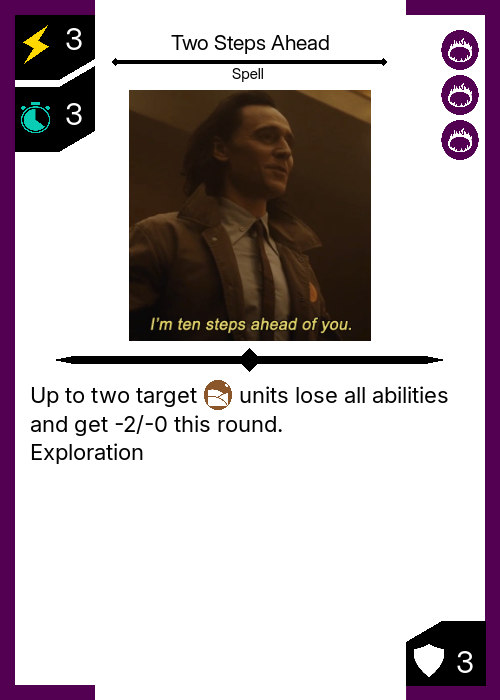 3
Two Steps Ahead
Spell
3
I'm ten steps ahead of you.
Up to two target units lose all abilities
and get -2/-0 this round.
Exploration
3